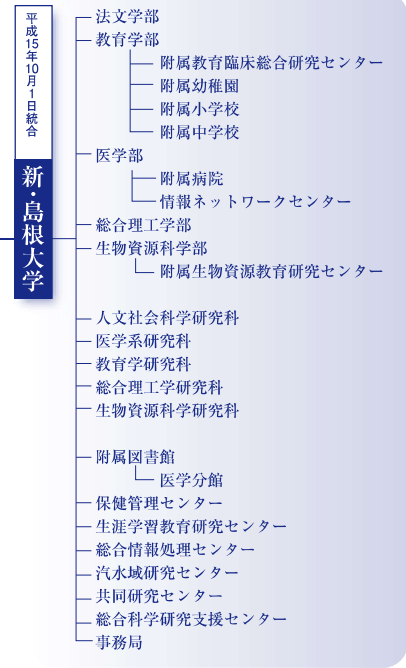 平成15年10月1日統合
新・島根大学
法文学部
教育学部
附属教育臨床総合研究センター
附属幼稚園
附属小学校
附属中学校
医学部
附属病院
情報ネットワークセンター
総合理工学部
生物資源科学部
附属生物資源教育研究センター
人文社会科学研究科
医学系研究科
教育学研究科
総合理工学研究科
生物資源科学研究科
附属図書館
医学分館
保健管理センター
生涯学習教育研究センター
総合情報処理センター
汽水域研究センター
共同研究センター
総合科学研究支援センター
事務局